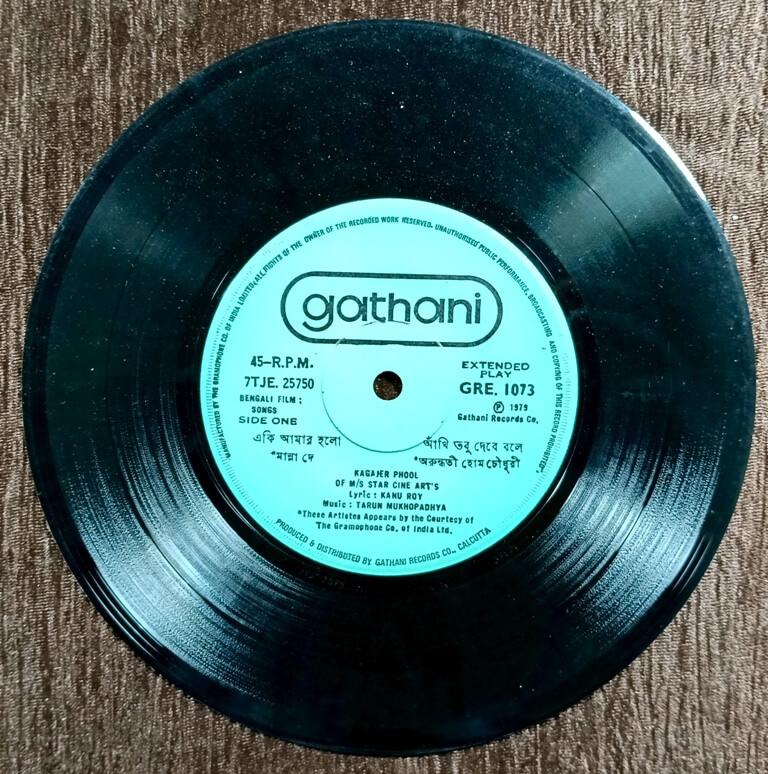 MANUFACTURED BY THE GRAMOPHONE CO. OF INDIA LIMITED. ALL RIGHTS OF THE OWNER OF THE RECORDED WORK RESERVED. UNAUTHORISED PUBLIC PERFORMANCE, BROADCASTING AND COPYING OF THIS RECORD PROHIBITED
gathani
45–R.P.M.
7TJE. 25750
BENGALI FILM :
SONGS
SIDE ONE
EXTENDED
PLAY
GRE. 1073
Ⓟ 1979
Gathani Records Co.
একি আমার হলো
*মান্না দে
আঁখি তবু দেবে বলে
*অরুন্ধতী হোম চৌধুরী
KAGAJER PHOOL
OF M/S STAR CINE ART'S
Lyric : KANU ROY
Music : TARUN MUKHOPADHYA
*These Artistes Appears by the Courtesy of
The Gramophone Co. of India Ltd.
PRODUCED & DISTRIBUTED BY GATHANI RECORDS CO., CALCUTTA